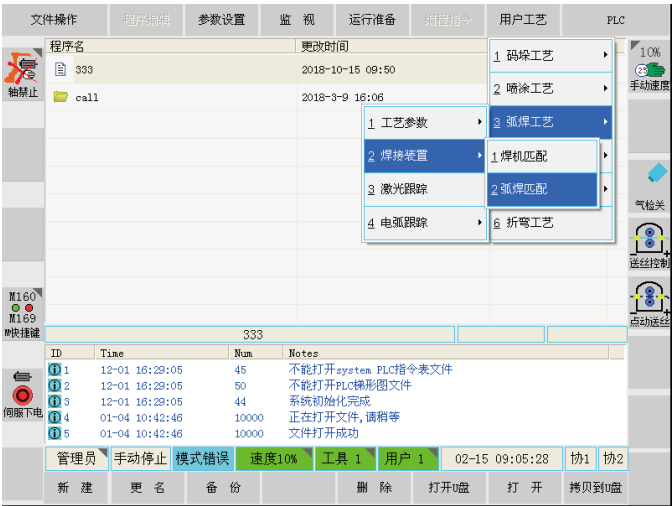 文件操作 程序编辑 参数设置 监 视 运行准备 编程指令 用户工艺 PLC
程序名 更改时间
333 2018-10-15 09:50
call 2018-3-9 16:06
1 码垛工艺
2 喷涂工艺
3 弧焊工艺
6 折弯工艺
1 工艺参数
2 焊接装置
3 激光跟踪
4 电弧跟踪
1 焊机匹配
2 弧焊匹配
轴禁止
M160
M169
M快捷键
伺服下电
10%
25
手动速度
气检关
送丝控制
点动送丝
333
ID Time Num Notes
1 12-01 16:29:05 45 不能打开system PLC指令表文件
2 12-01 16:29:05 50 不能打开PLC梯形图文件
3 12-01 16:29:05 44 系统初始化完成
4 01-04 10:42:46 10000 正在打开文件,请稍等
5 01-04 10:42:46 10000 文件打开成功
管理员 手动停止 模式错误 速度10% 工具 1 用户 1 02-15 09:05:28 协1 协2
新 建 更 名 备 份 删 除 打开U盘 打 开 拷贝到U盘